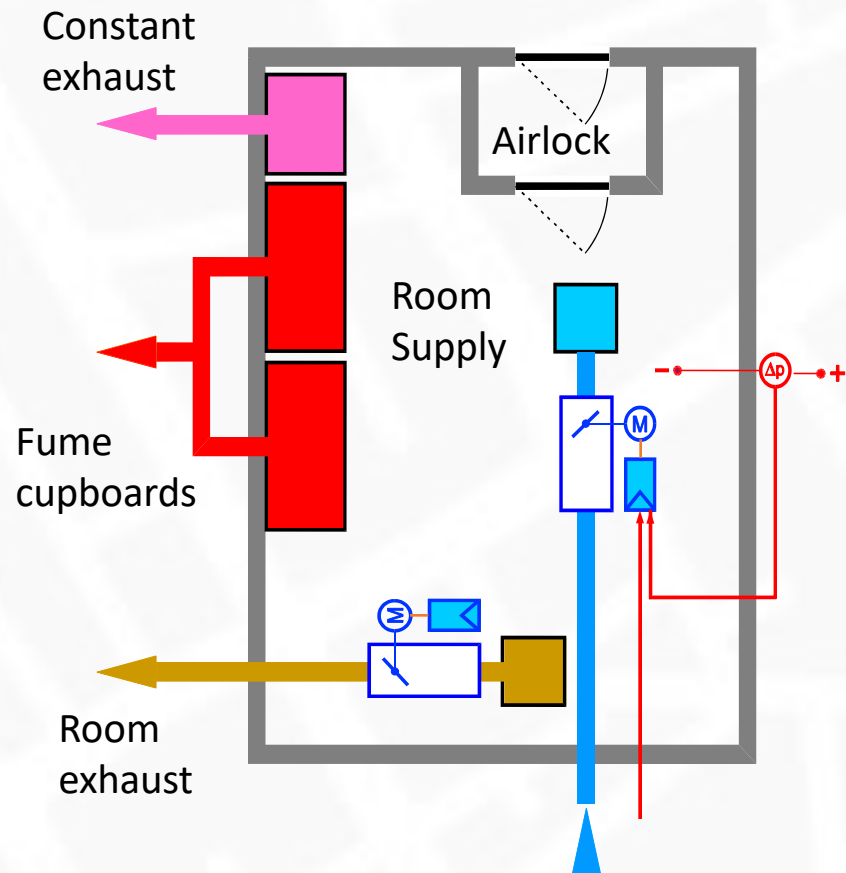 Constant
exhaust
Airlock
Room
Supply
- Δp +
M
Fume
cupboards
M
Room
exhaust